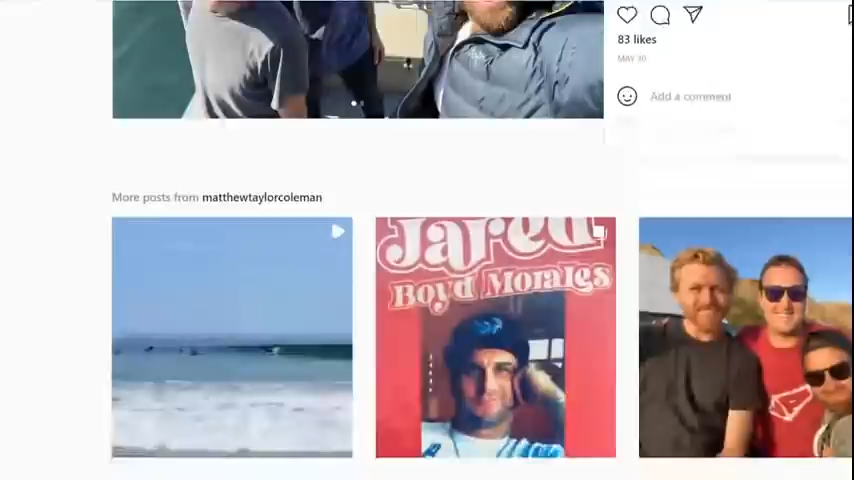 83 likes
MAY 30
Add a comment
More posts from matthewtaylorcoleman
Jared
Boyd Morales